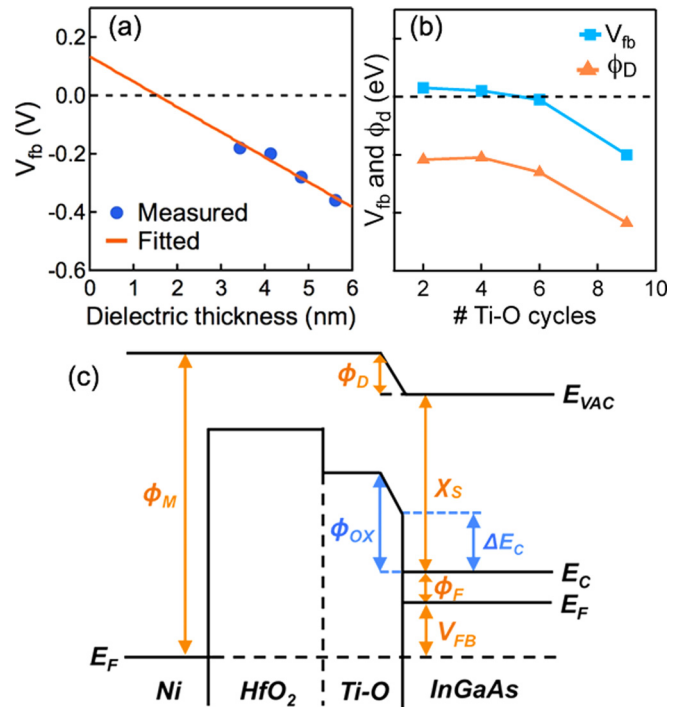 (a)
0.2
0.0
-0.2
-0.4
-0.6
V_fb (V)
Measured
Fitted
0 1 2 3 4 5 6
Dielectric thickness (nm)
(b)
V_fb
ϕ_D
V_fb and ϕ_d (eV)
2 4 6 8 10
# Ti-O cycles
(c)
ϕ_D
E_VAC
ϕ_M
χ_S
ϕ_OX
ΔE_C
E_C
ϕ_F
E_F
V_FB
E_F
Ni HfO₂ Ti-O InGaAs